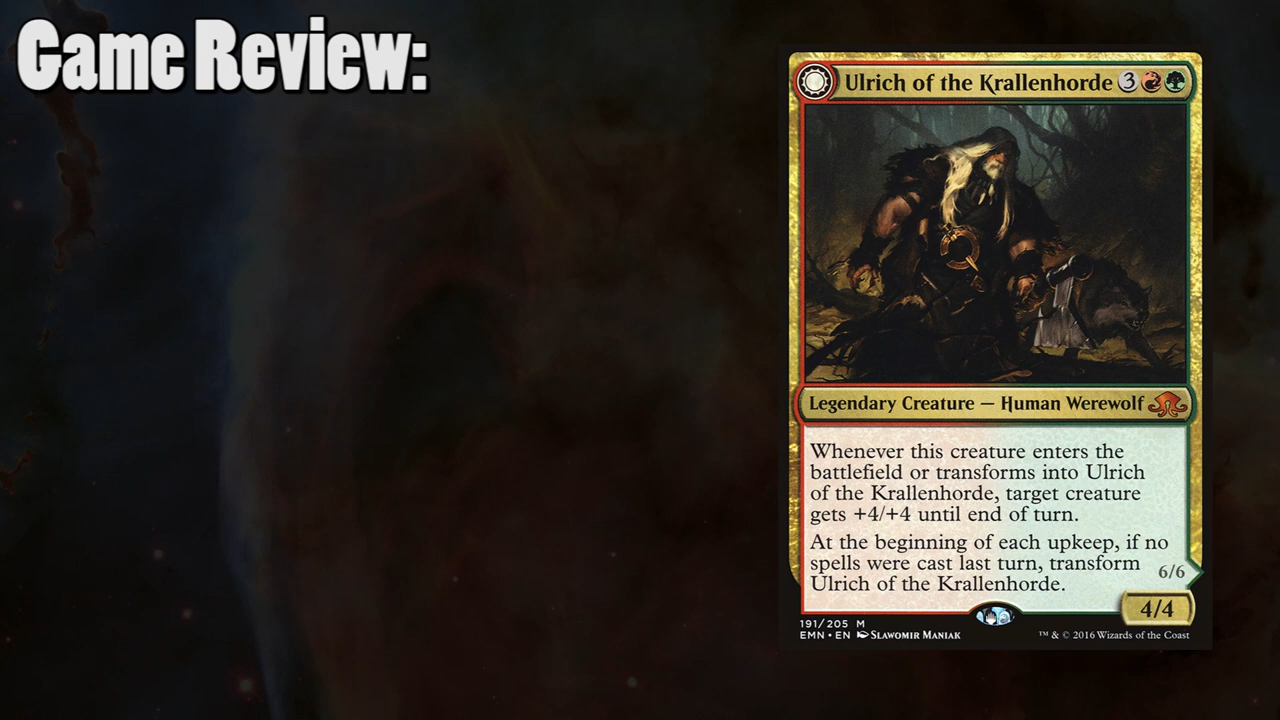 Game Review:
Ulrich of the Krallenhorde 3
Legendary Creature — Human Werewolf
Whenever this creature enters the
battlefield or transforms into Ulrich
of the Krallenhorde, target creature
gets +4/+4 until end of turn.
At the beginning of each upkeep, if no
spells were cast last turn, transform
Ulrich of the Krallenhorde.
6/6
4/4
191/205 M
EMN • EN Slawomir Maniak
™ & © 2016 Wizards of the Coast